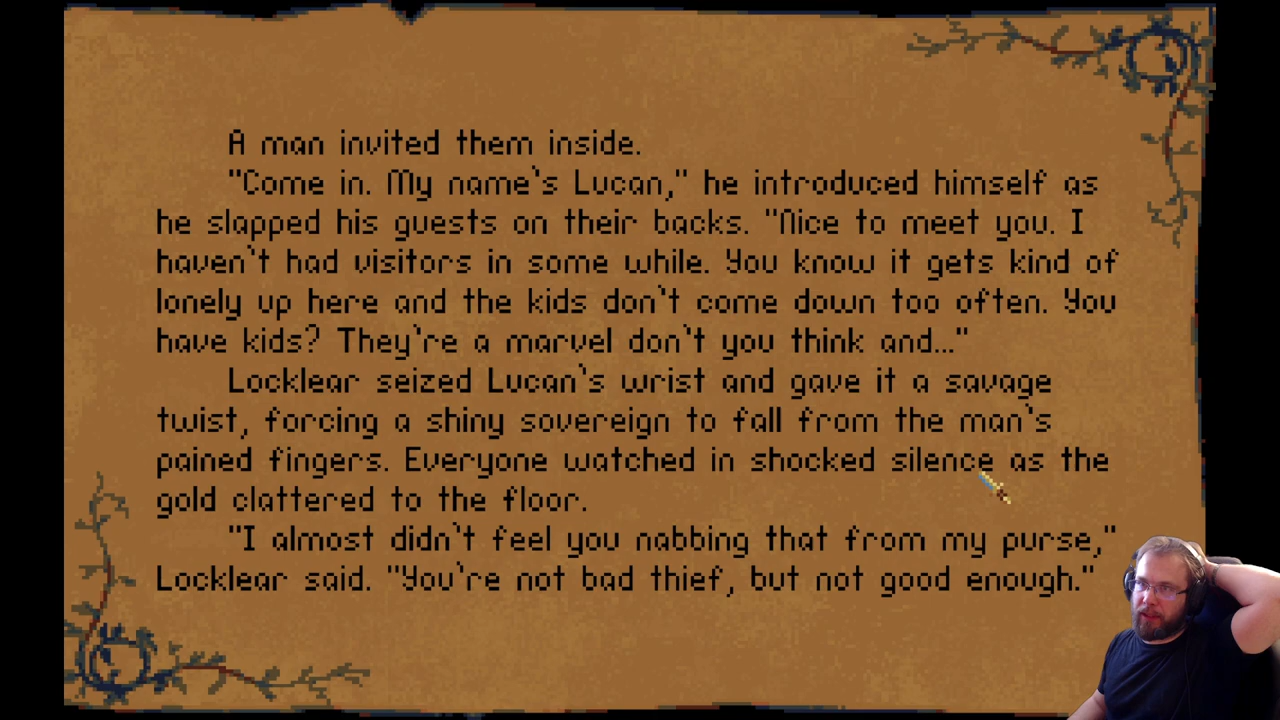 A man invited them inside.
"Come in. My name's Lucan," he introduced himself as
he slapped his guests on their backs. "Nice to meet you. I
haven't had visitors in some while. You know it gets kind of
lonely up here and the kids don't come down too often. You
have kids? They're a marvel don't you think and..."
Locklear seized Lucan's wrist and gave it a savage
twist, forcing a shiny sovereign to fall from the man's
pained fingers. Everyone watched in shocked silence as the
gold clattered to the floor.
"I almost didn't feel you nabbing that from my purse,"
Locklear said. "You're not bad thief, but not good enough."